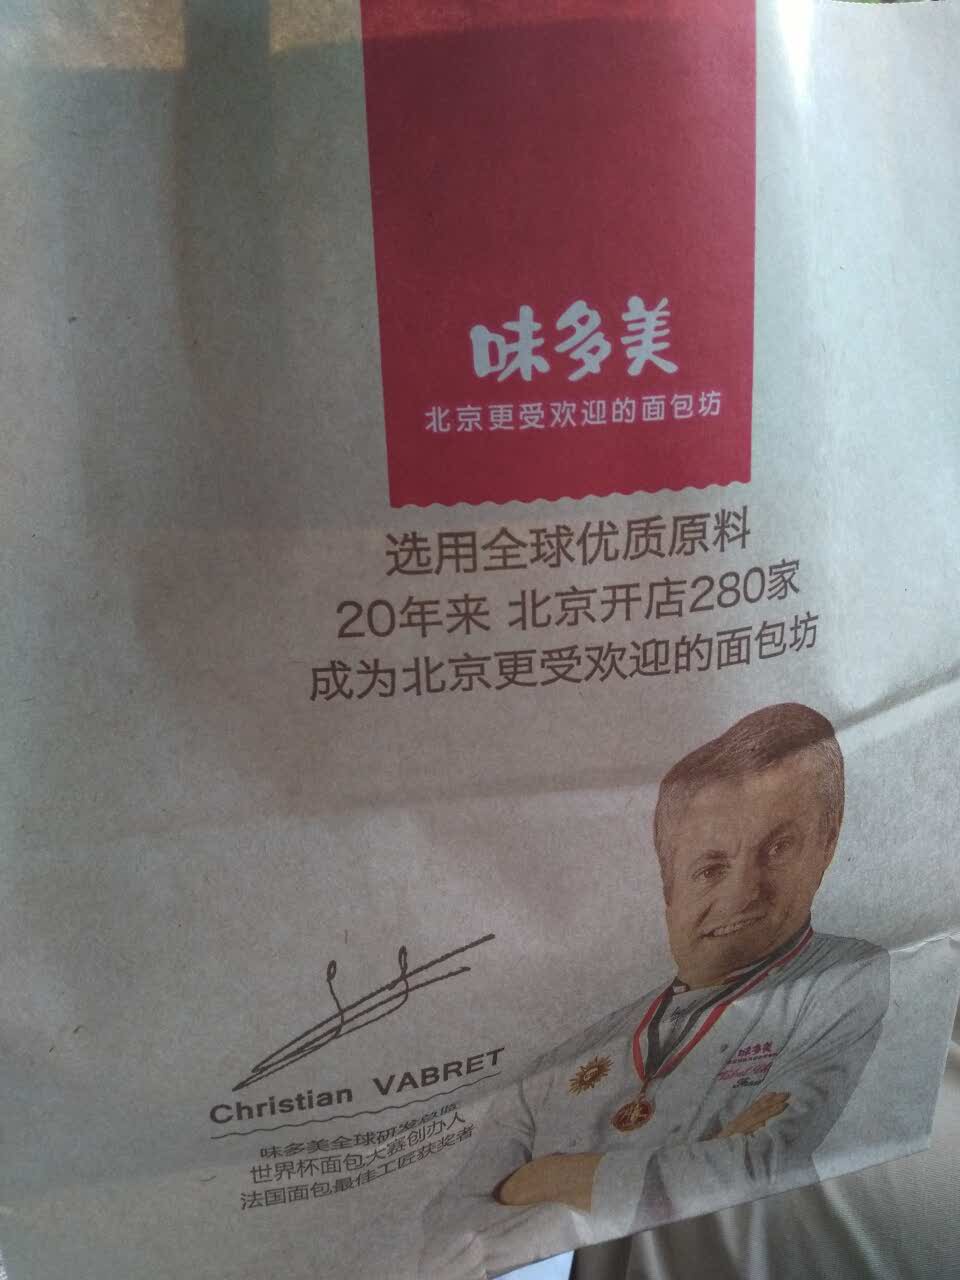 味多美
北京更受欢迎的面包坊
选用全球优质原料
20年来 北京开店280家
成为北京更受欢迎的面包坊
Christian VABRET
味多美全球研发总监
世界杯面包大赛创办人
法国面包最佳工匠获奖者
味多美